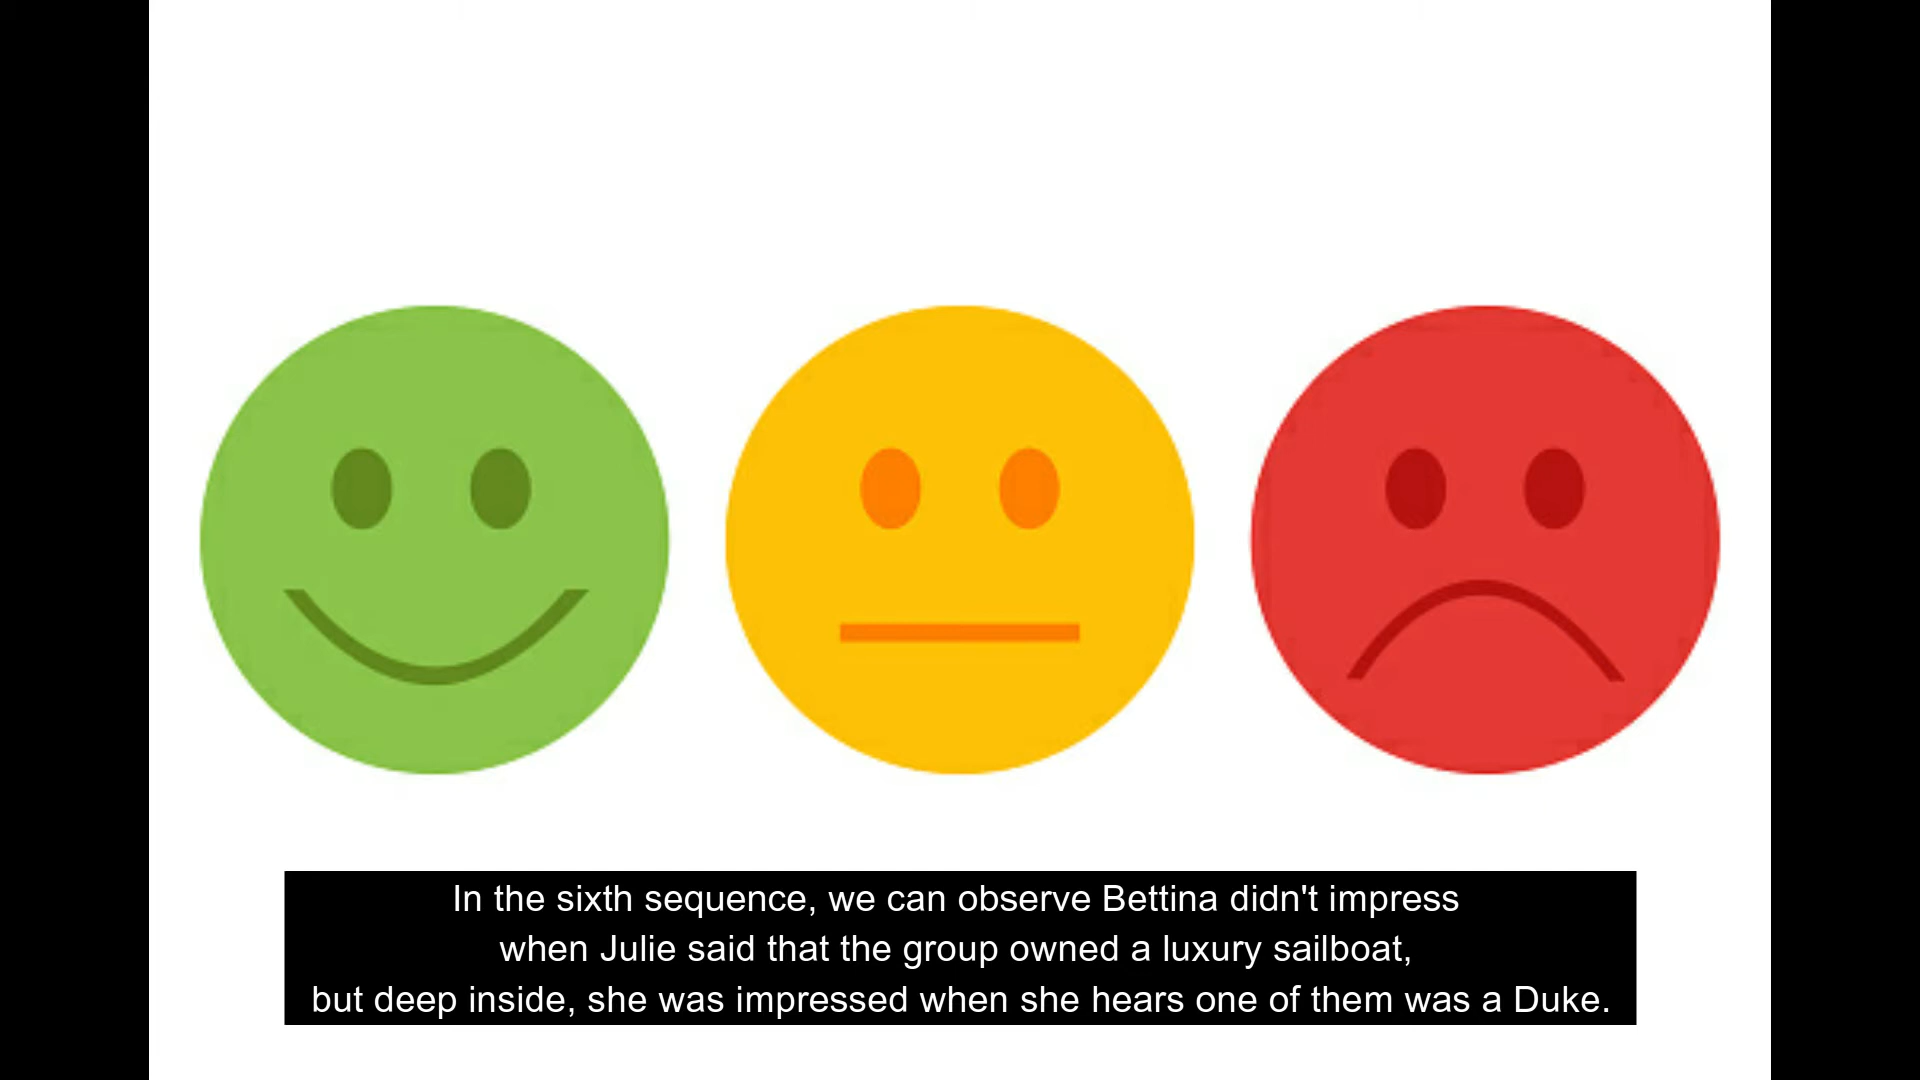 In the sixth sequence, we can observe Bettina didn't impress
when Julie said that the group owned a luxury sailboat,
but deep inside, she was impressed when she hears one of them was a Duke.